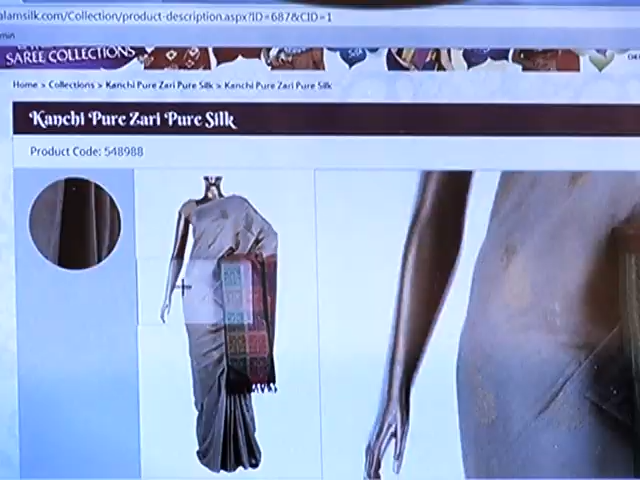 alamsilk.com/Collection/product-description.aspx?ID=687&CID=1
min
SAREE COLLECTIONS
Home > Collections > Kanchi Pure Zari Pure Silk > Kanchi Pure Zari Pure Silk
Kanchi Pure Zari Pure Silk
Product Code: 548988